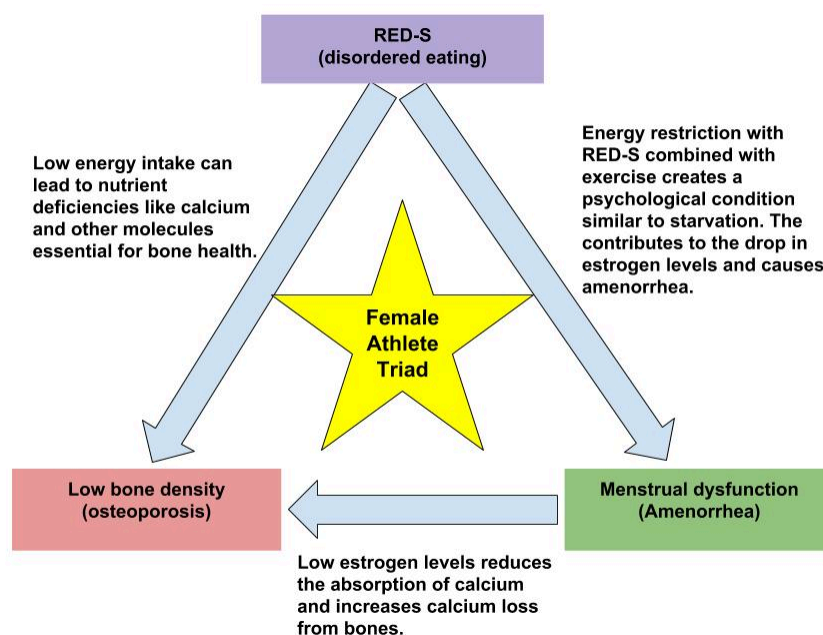 RED-S
(disordered eating)
Low energy intake can
lead to nutrient
deficiencies like calcium
and other molecules
essential for bone health.
Energy restriction with
RED-S combined with
exercise creates a
psychological condition
similar to starvation. The
contributes to the drop in
estrogen levels and causes
amenorrhea.
Female
Athlete
Triad
Low bone density
(osteoporosis)
Menstrual dysfunction
(Amenorrhea)
Low estrogen levels reduces
the absorption of calcium
and increases calcium loss
from bones.